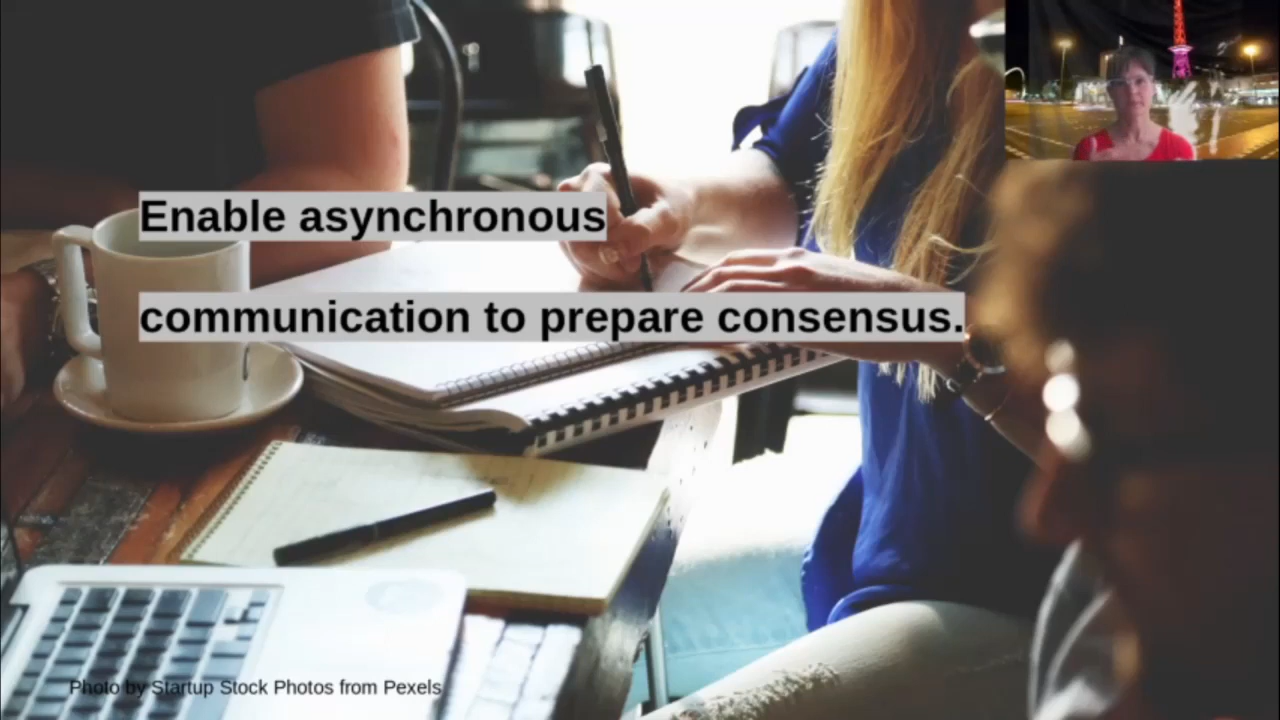 Enable asynchronous
communication to prepare consensus.
Photo by Startup Stock Photos from Pexels